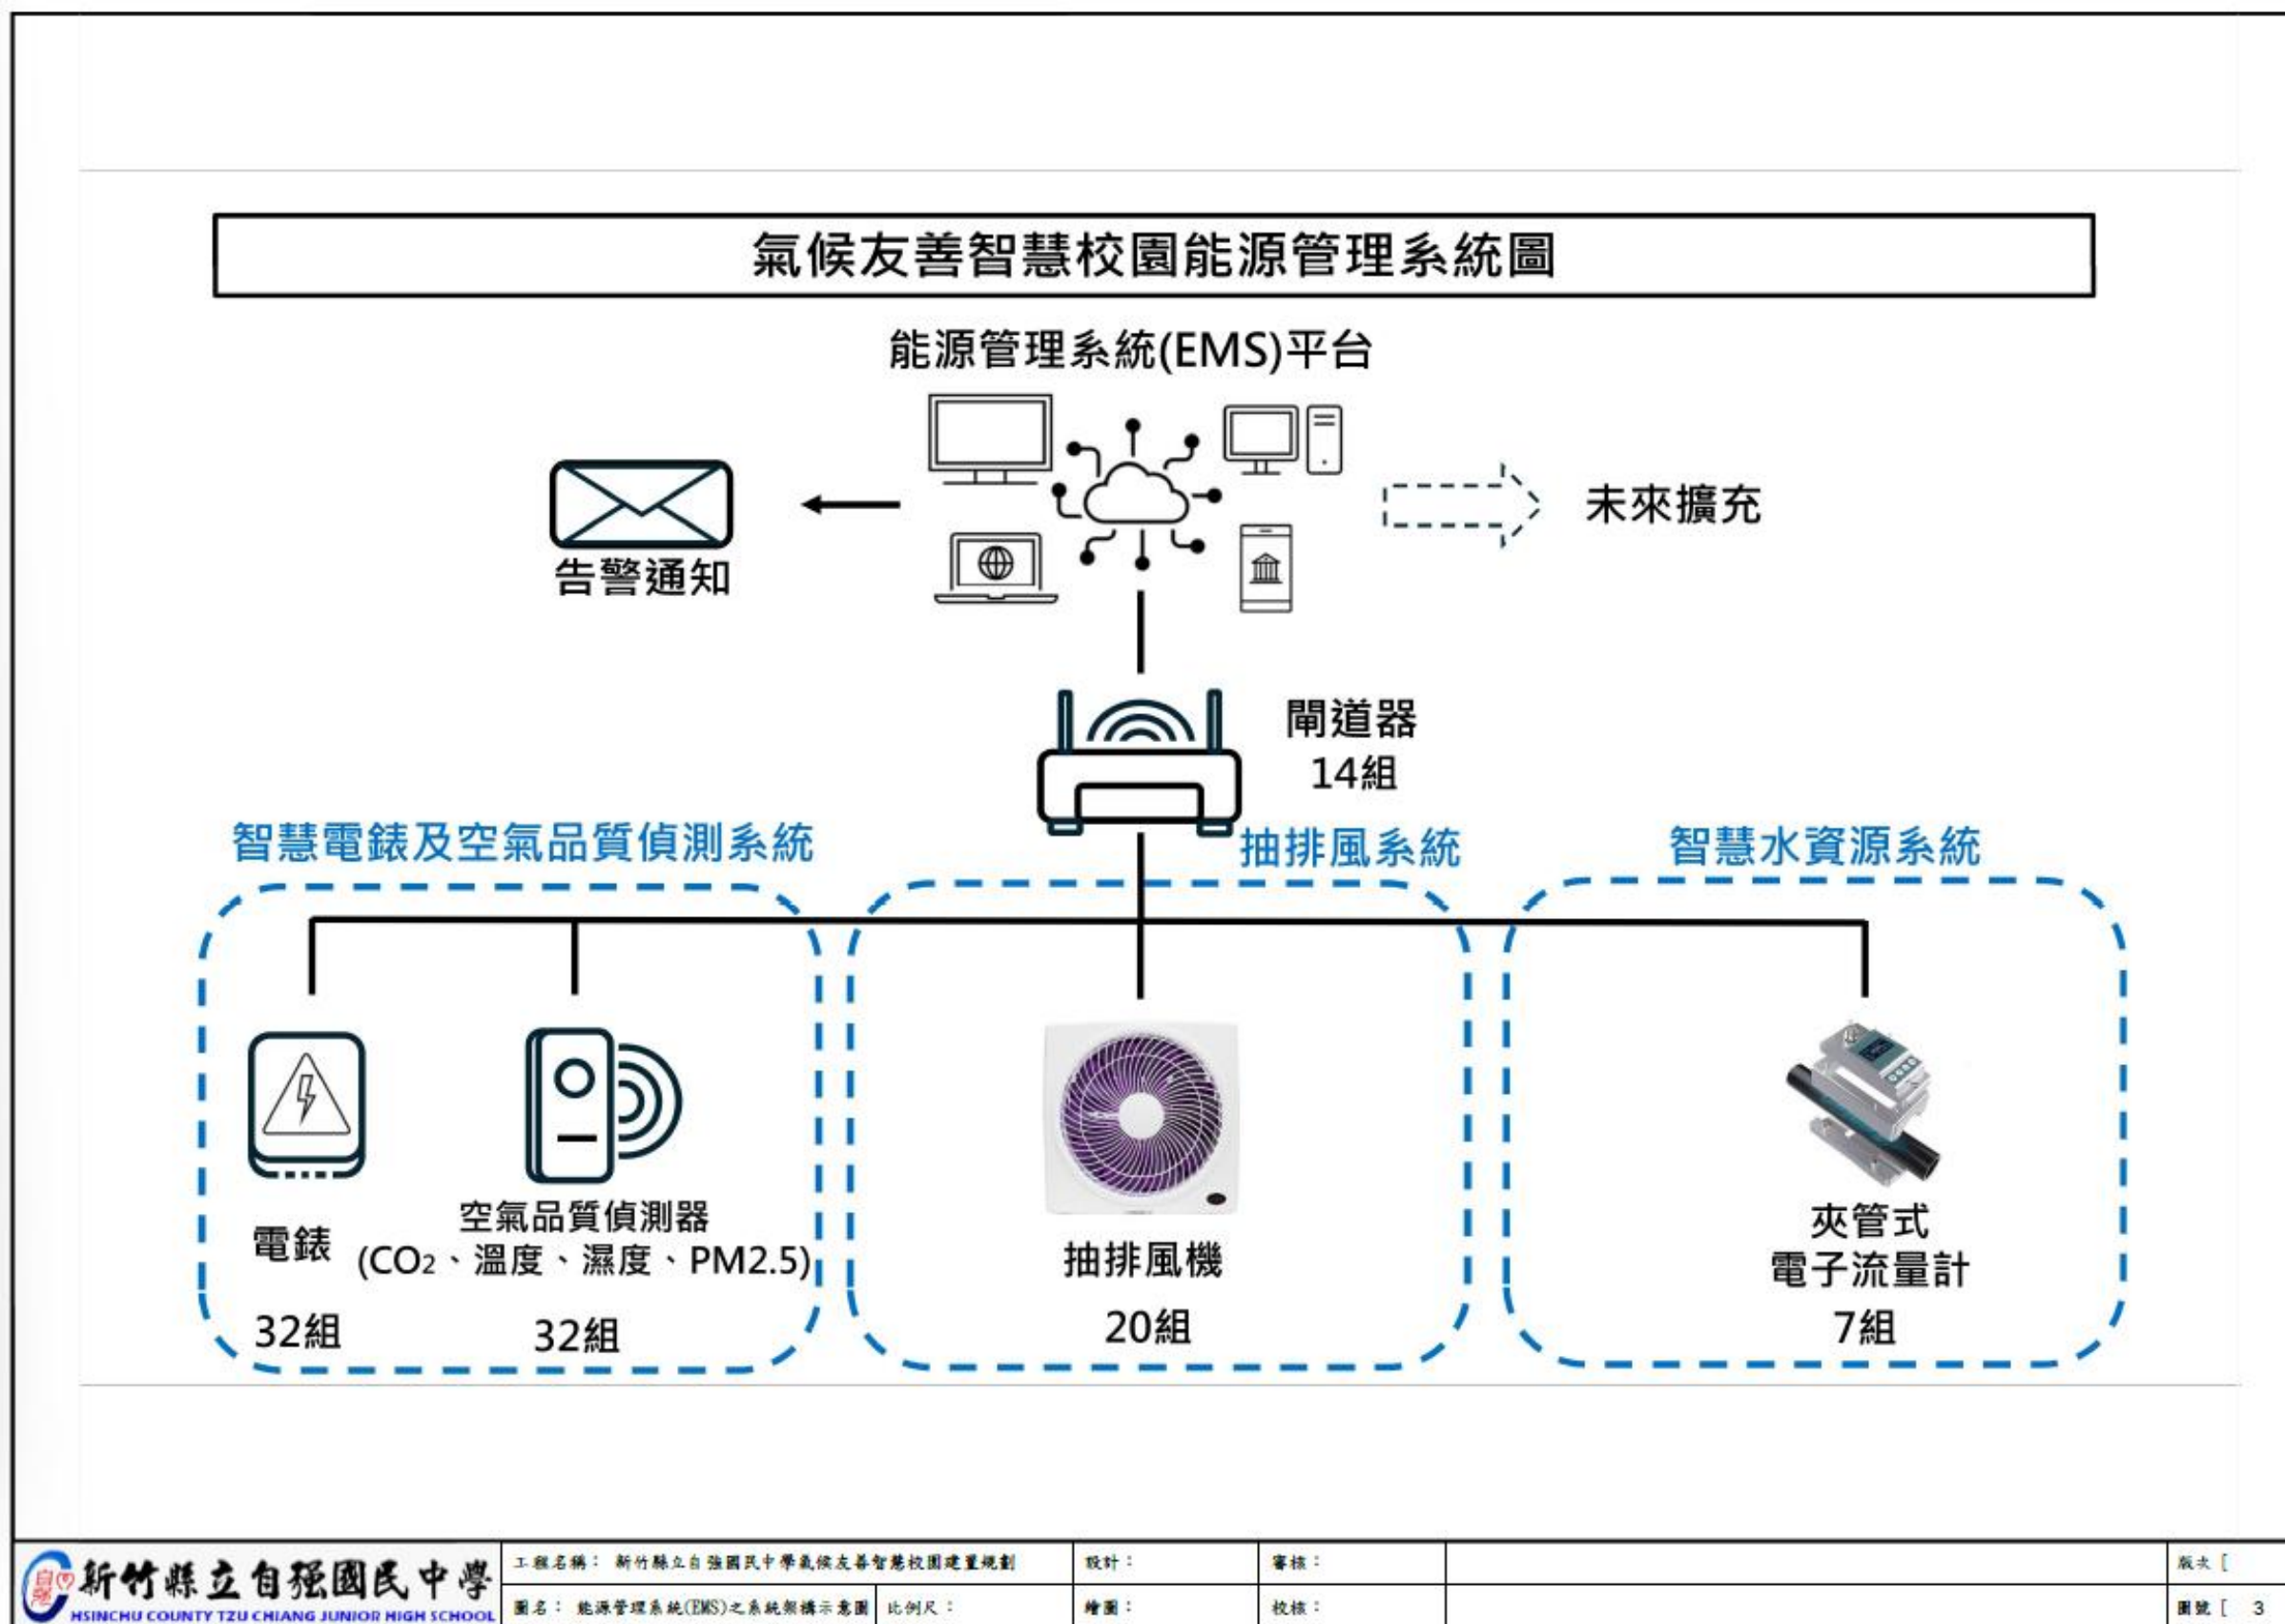 氣候友善智慧校園能源管理系統圖
能源管理系統(EMS)平台
告警通知
未來擴充
閘道器
14組
智慧電錶及空氣品質偵測系統
抽排風系統
智慧水資源系統
電錶
32組
空氣品質偵測器
(CO2、溫度、濕度、PM2.5)
32組
抽排風機
20組
夾管式
電子流量計
7組
自強
新竹縣立自强國民中學
HSINCHU COUNTY TZU CHIANG JUNIOR HIGH SCHOOL
工程名稱： 新竹縣立自強國民中學氣候友善智慧校園建置規劃
圖名： 能源管理系統(EMS)之系統架構示意圖
比例尺：
設計：
繪圖：
審核：
校核：
版次 [
圖號 [ 3